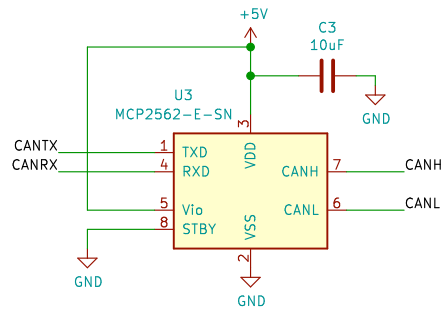 +5V
C3
10uF
GND
U3
MCP2562-E-SN
3
CANTX
1
TXD
VDD
CANRX
4
RXD
CANH
7
CANH
5
Vio
CANL
6
CANL
8
STBY
VSS
2
GND
GND